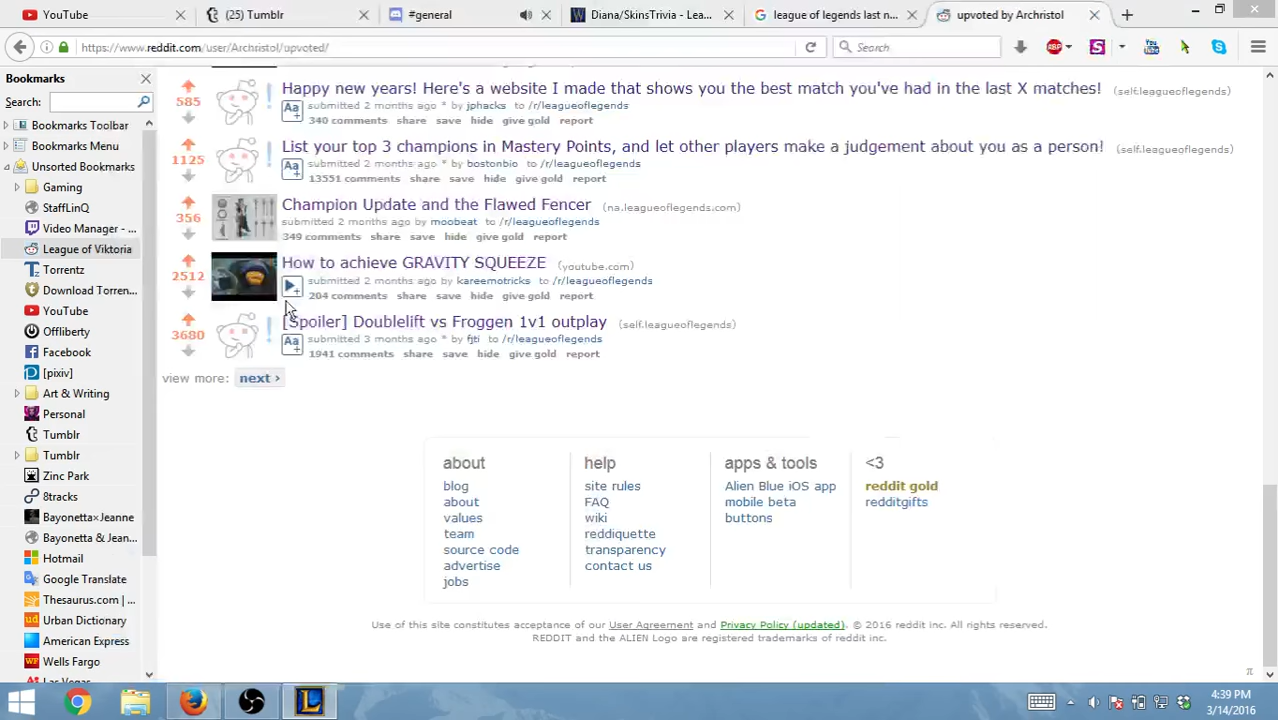 YouTube
(25) Tumblr
#general
Diana/SkinsTrivia - Lea...
league of legends last n...
upvoted by Archristol
https://www.reddit.com/user/Archristol/upvoted/
Search
ABP
S
You Tube
Bookmarks
Search:
Bookmarks Toolbar
Bookmarks Menu
Unsorted Bookmarks
Gaming
StaffLinQ
Video Manager - ...
League of Viktoria
Torrentz
Download Torren...
YouTube
Offliberty
Facebook
[pixiv]
Art & Writing
Personal
Tumblr
Tumblr
Zinc Park
8tracks
Bayonetta×Jeanne
Bayonetta & Jean...
Hotmail
Google Translate
Thesaurus.com | ...
Urban Dictionary
American Express
Wells Fargo
585
Happy new years! Here's a website I made that shows you the best match you've had in the last X matches! (self.leagueoflegends)
Aa+ submitted 2 months ago * by jphacks to /r/leagueoflegends
340 comments share save hide give gold report
1125
List your top 3 champions in Mastery Points, and let other players make a judgement about you as a person! (self.leagueoflegends)
Aa+ submitted 2 months ago * by bostonbio to /r/leagueoflegends
13551 comments share save hide give gold report
356
Champion Update and the Flawed Fencer (na.leagueoflegends.com)
submitted 2 months ago by moobeat to /r/leagueoflegends
349 comments share save hide give gold report
2512
How to achieve GRAVITY SQUEEZE (youtube.com)
submitted 2 months ago by kareemotricks to /r/leagueoflegends
204 comments share save hide give gold report
3680
[Spoiler] Doublelift vs Froggen 1v1 outplay (self.leagueoflegends)
Aa+ submitted 3 months ago * by fjti to /r/leagueoflegends
1941 comments share save hide give gold report
view more: next ›
about
blog
about
values
team
source code
advertise
jobs
help
site rules
FAQ
wiki
reddiquette
transparency
contact us
apps & tools
Alien Blue iOS app
mobile beta
buttons
<3
reddit gold
redditgifts
Use of this site constitutes acceptance of our User Agreement and Privacy Policy (updated). © 2016 reddit inc. All rights reserved.
REDDIT and the ALIEN Logo are registered trademarks of reddit inc.
π
4:39 PM
3/14/2016